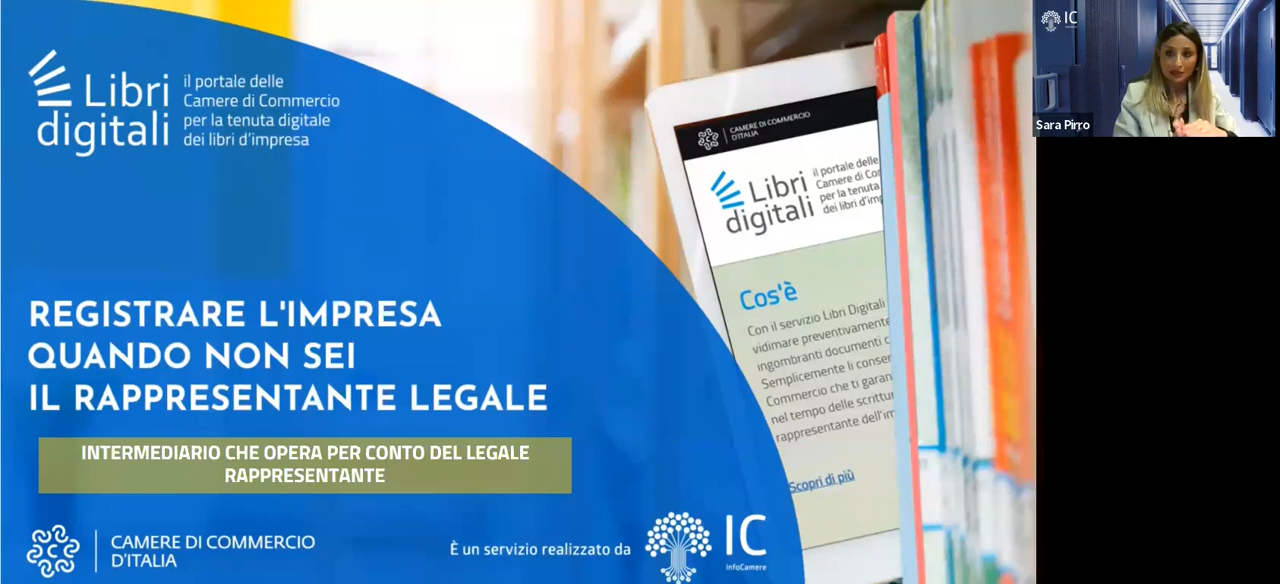 Libri
digitali
il portale delle
Camere di Commercio
per la tenuta digitale
dei libri d'impresa
REGISTRARE L'IMPRESA
QUANDO NON SEI
IL RAPPRESENTANTE LEGALE
INTERMEDIARIO CHE OPERA PER CONTO DEL LEGALE
RAPPRESENTANTE
CAMERE DI COMMERCIO
D'ITALIA
È un servizio realizzato da
IC
InfoCamere
CAMERE DI COMMERCIO
D'ITALIA
Libri
digitali
il portale delle
Camere di
per la tenuta
dei libri d'imp
Cos'è
Con il servizio Libri Digitali
vidimare preventivamente
ingombranti documenti
Semplicemente li conser
Commercio che ti garan
nel tempo delle scrittur
rappresentante dell'im
Scopri di più
IC
Sara Pirro